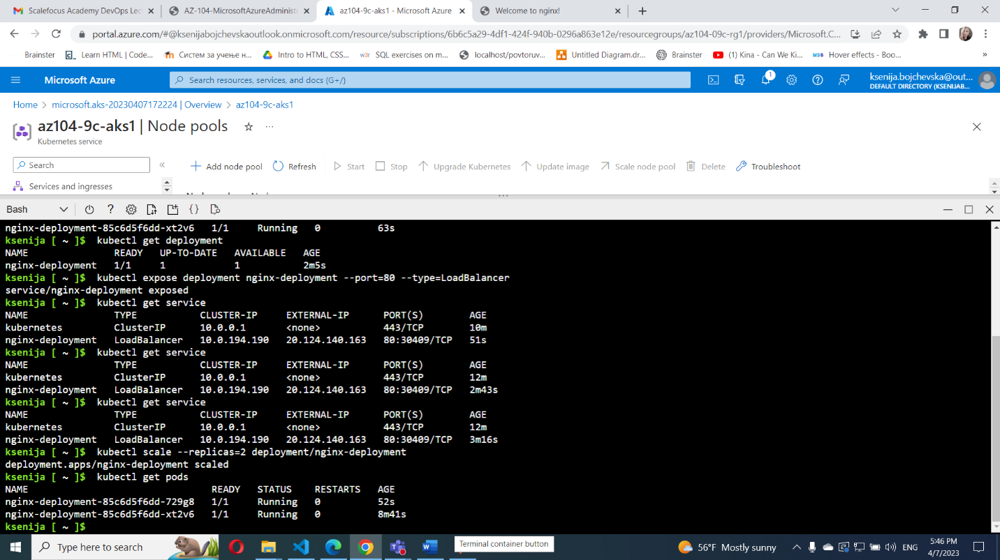 Scalefocus Academy DevOps Lec
AZ-104-MicrosoftAzureAdministr
az104-9c-aks1 - Microsoft Azure
Welcome to nginx!
portal.azure.com/#@ksenijabojchevskaoutlook.onmicrosoft.com/resource/subscriptions/6b6c5a29-4df1-424f-940b-0296a863e12e/resourcegroups/az104-09c-rg1/providers/Microsoft.C...
Brainster Learn HTML | Code... Систем за учење н... Intro to HTML, CSS... w3r SQL exercises on m... localhost/povtoruv... Untitled Diagram.dr... Brainster (1) Kina - Can We Ki... MDB Hover effects - Boo... »
Microsoft Azure
Search resources, services, and docs (G+/)
1
ksenija.bojchevska@out...
DEFAULT DIRECTORY (KSENIJAB...
Home > microsoft.aks-20230407172224 | Overview > az104-9c-aks1
az104-9c-aks1 | Node pools ...
Kubernetes service
Search «
Add node pool Refresh Start Stop Upgrade Kubernetes Update image Scale node pool Delete Troubleshoot
Services and ingresses
Bash ? {}
nginx-deployment-85c6d5f6dd-xt2v6 1/1 Running 0 63s
ksenija [ ~ ]$ kubectl get deployment
NAME READY UP-TO-DATE AVAILABLE AGE
nginx-deployment 1/1 1 1 2m5s
ksenija [ ~ ]$ kubectl expose deployment nginx-deployment --port=80 --type=LoadBalancer
service/nginx-deployment exposed
ksenija [ ~ ]$ kubectl get service
NAME TYPE CLUSTER-IP EXTERNAL-IP PORT(S) AGE
kubernetes ClusterIP 10.0.0.1 <none> 443/TCP 10m
nginx-deployment LoadBalancer 10.0.194.190 20.124.140.163 80:30409/TCP 51s
ksenija [ ~ ]$ kubectl get service
NAME TYPE CLUSTER-IP EXTERNAL-IP PORT(S) AGE
kubernetes ClusterIP 10.0.0.1 <none> 443/TCP 12m
nginx-deployment LoadBalancer 10.0.194.190 20.124.140.163 80:30409/TCP 2m43s
ksenija [ ~ ]$ kubectl get service
NAME TYPE CLUSTER-IP EXTERNAL-IP PORT(S) AGE
kubernetes ClusterIP 10.0.0.1 <none> 443/TCP 12m
nginx-deployment LoadBalancer 10.0.194.190 20.124.140.163 80:30409/TCP 3m16s
ksenija [ ~ ]$ kubectl scale --replicas=2 deployment/nginx-deployment
deployment.apps/nginx-deployment scaled
ksenija [ ~ ]$ kubectl get pods
NAME READY STATUS RESTARTS AGE
nginx-deployment-85c6d5f6dd-729g8 1/1 Running 0 52s
nginx-deployment-85c6d5f6dd-xt2v6 1/1 Running 0 8m41s
ksenija [ ~ ]$
Type here to search
Terminal container button
56°F Mostly sunny
ENG
5:46 PM
4/7/2023